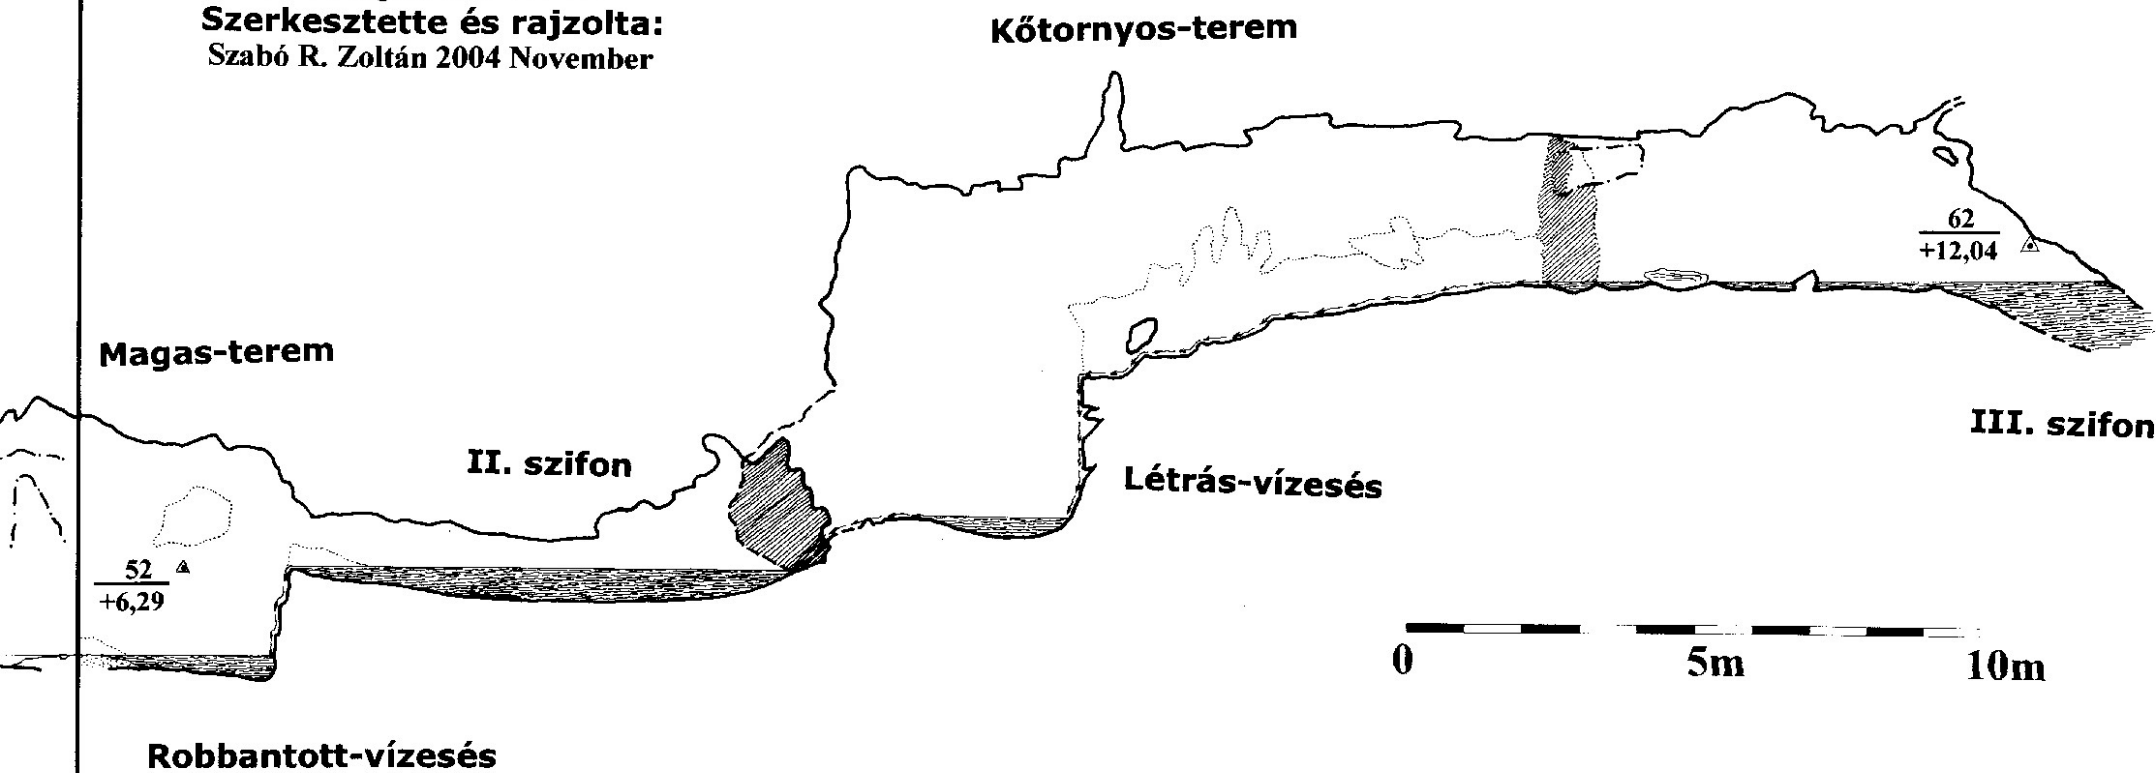 Szerkesztette és rajzolta:
Szabó R. Zoltán 2004 November
Kőtornyos-terem
62
+12,04
Magas-terem
II. szifon
III. szifon
Létrás-vízesés
52
+6,29
0 5m 10m
Robbantott-vízesés